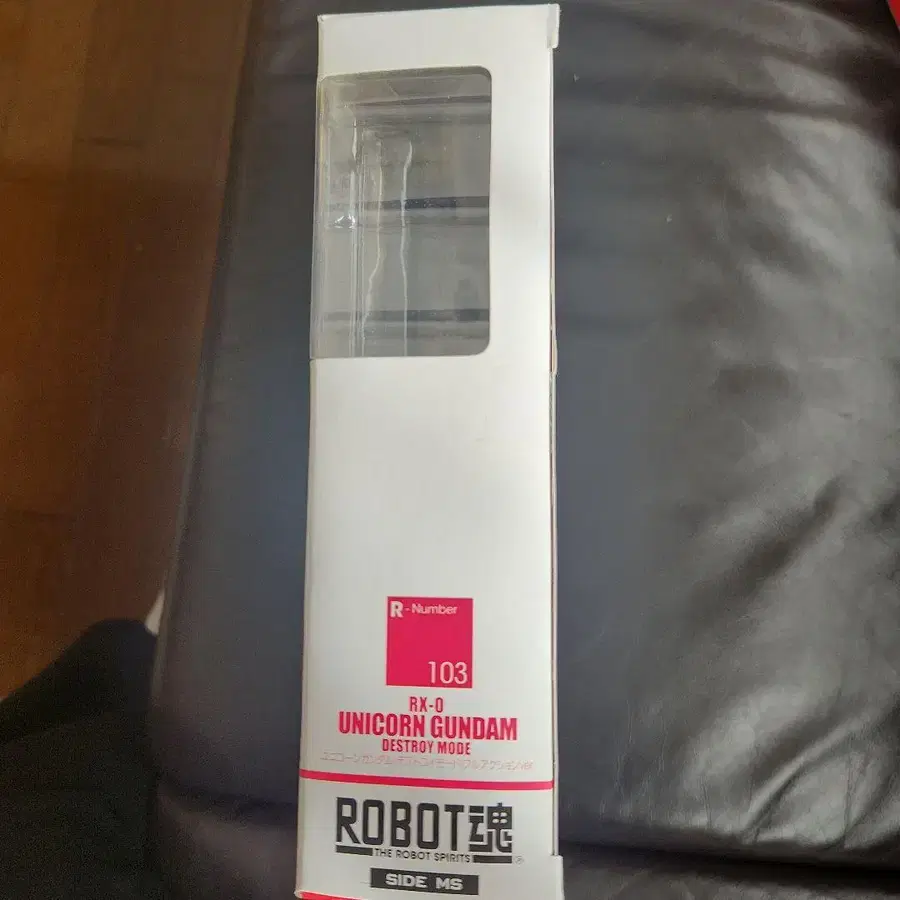 R - Number
103
RX-0
UNICORN GUNDAM
DESTROY MODE
ユニコーンガンダム(デストロイモード)フルアクションVer.
ROBOT魂
THE ROBOT SPIRITS
SIDE MS